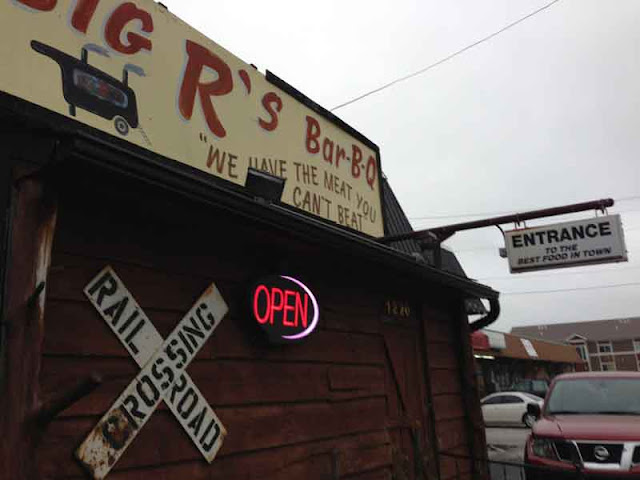 BIG R's Bar-B-Q
"WE HAVE THE MEAT YOU
CAN'T BEAT"
ENTRANCE
TO THE
BEST FOOD IN TOWN
OPEN
RAIL ROAD
CROSSING